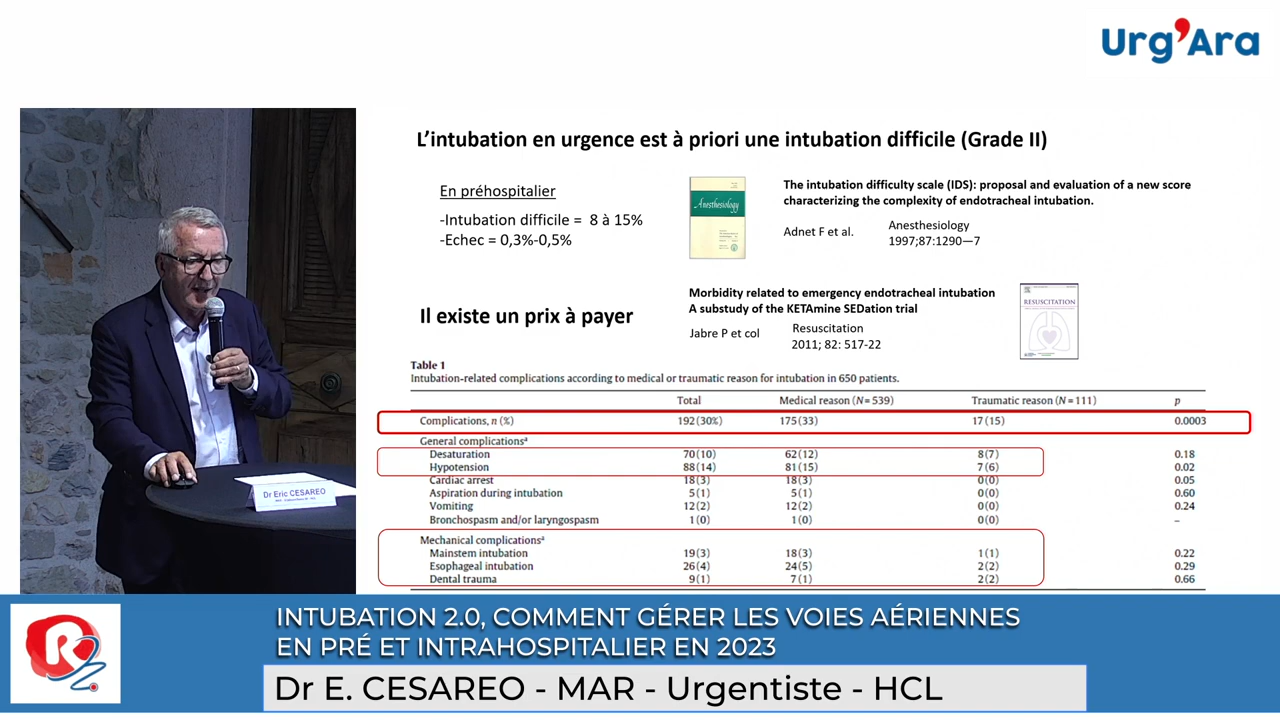 Urg'Ara
L'intubation en urgence est à priori une intubation difficile (Grade II)
En préhospitalier
-Intubation difficile = 8 à 15%
-Echec = 0,3%-0,5%
Anesthesiology
The intubation difficulty scale (IDS): proposal and evaluation of a new score
characterizing the complexity of endotracheal intubation.
Adnet F et al.
Anesthesiology
1997;87:1290—7
Il existe un prix à payer
Morbidity related to emergency endotracheal intubation
A substudy of the KETAmine SEDation trial
Jabre P et col
Resuscitation
2011; 82: 517-22
RESUSCITATION
Table 1
Intubation-related complications according to medical or traumatic reason for intubation in 650 patients.
Total Medical reason (N=539) Traumatic reason (N=111) p
Complications, n (%) 192 (30%) 175 (33) 17 (15) 0.0003
General complicationsª
Desaturation 70(10) 62(12) 8(7) 0.18
Hypotension 88(14) 81(15) 7(6) 0.02
Cardiac arrest 18(3) 18(3) 0(0) 0.05
Aspiration during intubation 5(1) 5(1) 0(0) 0.60
Vomiting 12(2) 12(2) 0(0) 0.24
Bronchospasm and/or laryngospasm 1(0) 1(0) 0(0) –
Mechanical complicationsª
Mainstem intubation 19(3) 18(3) 1(1) 0.22
Esophageal intubation 26(4) 24(5) 2(2) 0.29
Dental trauma 9(1) 7(1) 2(2) 0.66
Dr Eric CESAREO
R
INTUBATION 2.0, COMMENT GÉRER LES VOIES AÉRIENNES
EN PRÉ ET INTRAHOSPITALIER EN 2023
Dr E. CESAREO - MAR - Urgentiste - HCL